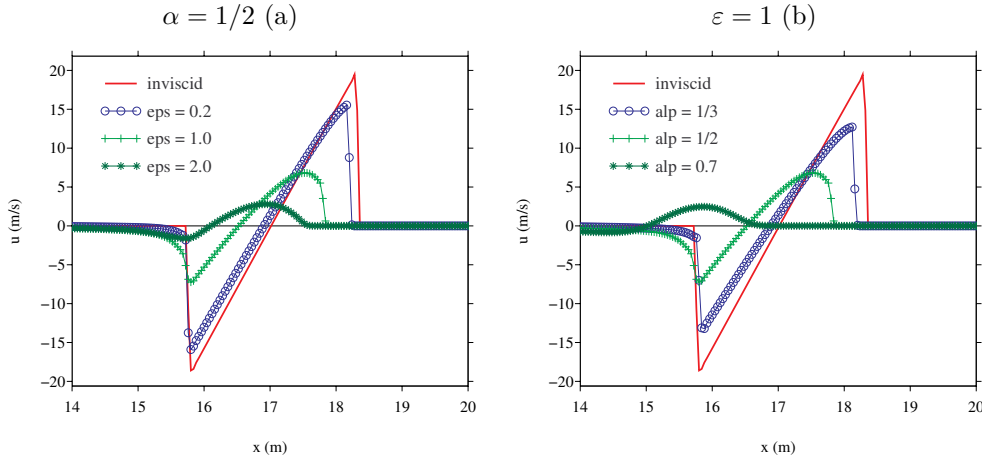 α = 1/2 (a)
ε = 1 (b)
20
15
10
5
0
−5
−10
−15
−20
u (m/s)
inviscid
eps = 0.2
eps = 1.0
eps = 2.0
14 15 16 17 18 19 20
x (m)
20
15
10
5
0
−5
−10
−15
−20
u (m/s)
inviscid
alp = 1/3
alp = 1/2
alp = 0.7
14 15 16 17 18 19 20
x (m)